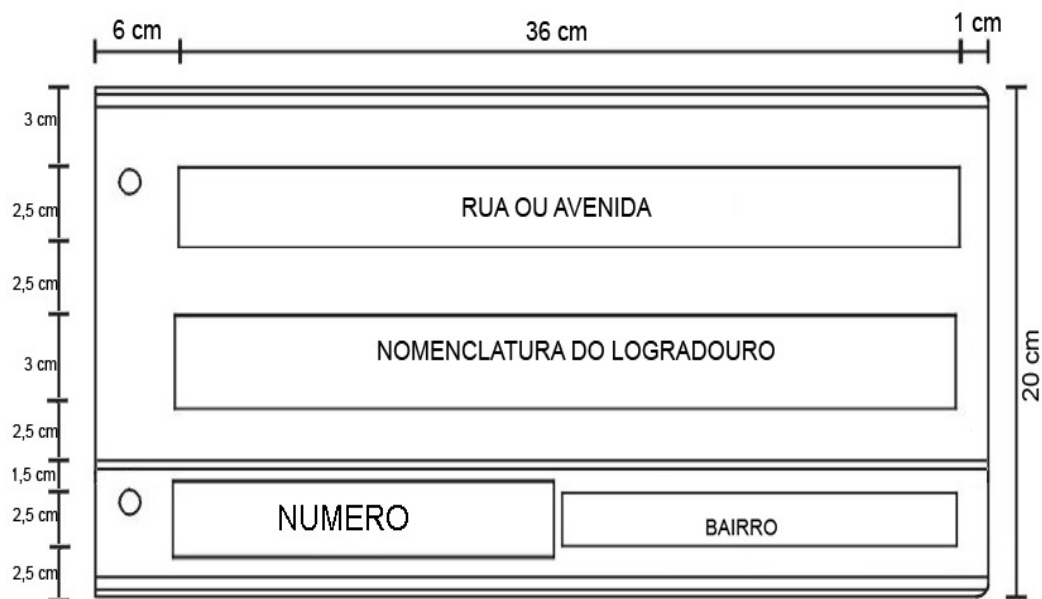 6 cm
36 cm
1 cm
3 cm
2,5 cm
RUA OU AVENIDA
2,5 cm
3 cm
NOMENCLATURA DO LOGRADOURO
20 cm
2,5 cm
1,5 cm
2,5 cm
NUMERO
BAIRRO
2,5 cm